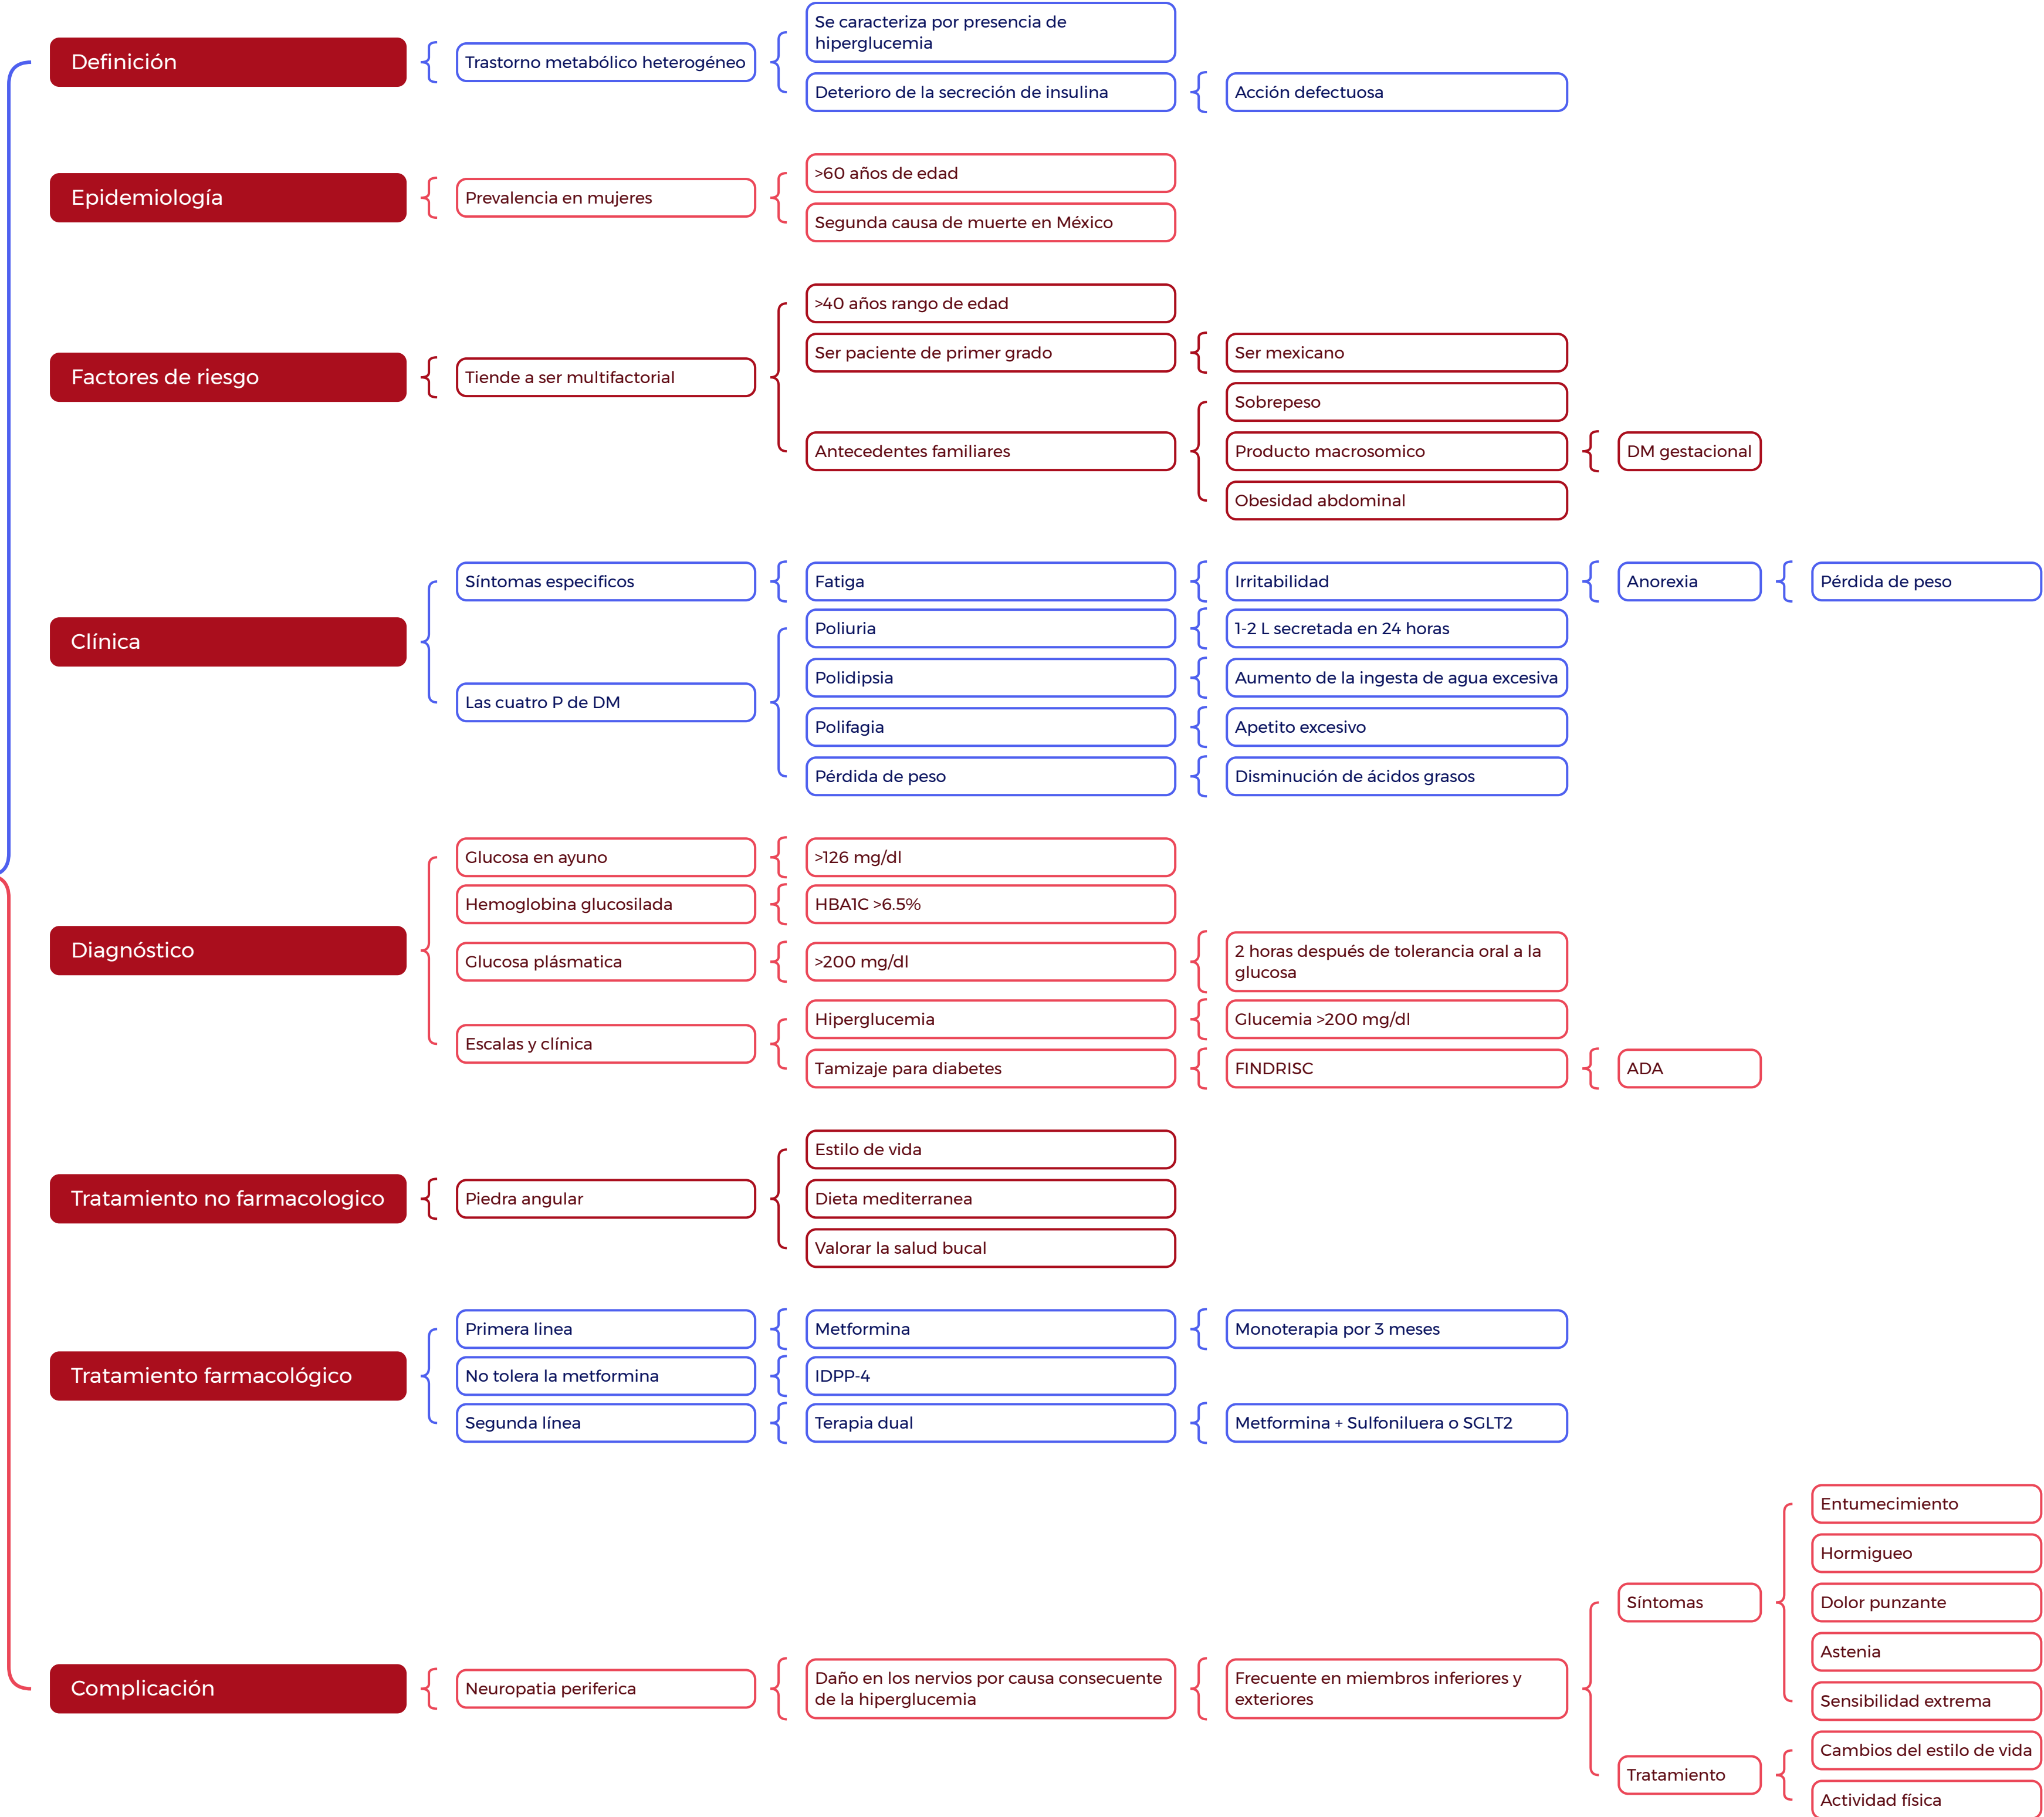 Definición
Trastorno metabólico heterogéneo
Se caracteriza por presencia de
hiperglucemia
Deterioro de la secreción de insulina
Acción defectuosa
Epidemiología
Prevalencia en mujeres
>60 años de edad
Segunda causa de muerte en México
Factores de riesgo
Tiende a ser multifactorial
>40 años rango de edad
Ser paciente de primer grado
Ser mexicano
Antecedentes familiares
Sobrepeso
Producto macrosomico
DM gestacional
Obesidad abdominal
Clínica
Síntomas especificos
Fatiga
Irritabilidad
Anorexia
Pérdida de peso
Las cuatro P de DM
Poliuria
1-2 L secretada en 24 horas
Polidipsia
Aumento de la ingesta de agua excesiva
Polifagia
Apetito excesivo
Pérdida de peso
Disminución de ácidos grasos
Diagnóstico
Glucosa en ayuno
>126 mg/dl
Hemoglobina glucosilada
HBA1C >6.5%
Glucosa plásmatica
>200 mg/dl
2 horas después de tolerancia oral a la
glucosa
Escalas y clínica
Hiperglucemia
Glucemia >200 mg/dl
Tamizaje para diabetes
FINDRISC
ADA
Tratamiento no farmacologico
Piedra angular
Estilo de vida
Dieta mediterranea
Valorar la salud bucal
Tratamiento farmacológico
Primera linea
Metformina
Monoterapia por 3 meses
No tolera la metformina
IDPP-4
Segunda línea
Terapia dual
Metformina + Sulfoniluera o SGLT2
Complicación
Neuropatia periferica
Daño en los nervios por causa consecuente
de la hiperglucemia
Frecuente en miembros inferiores y
exteriores
Síntomas
Entumecimiento
Hormigueo
Dolor punzante
Astenia
Sensibilidad extrema
Tratamiento
Cambios del estilo de vida
Actividad física